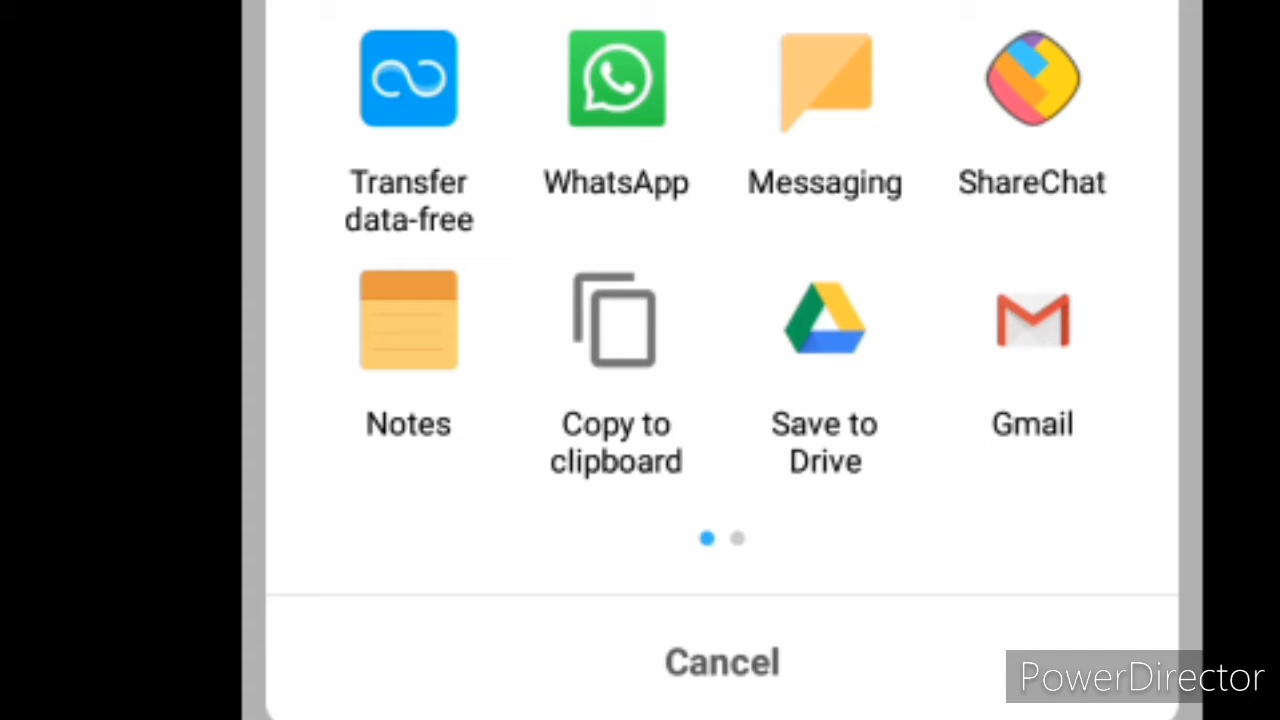 Transfer
data-free
WhatsApp
Messaging
ShareChat
Notes
Copy to
clipboard
Save to
Drive
Gmail
Cancel
PowerDirector